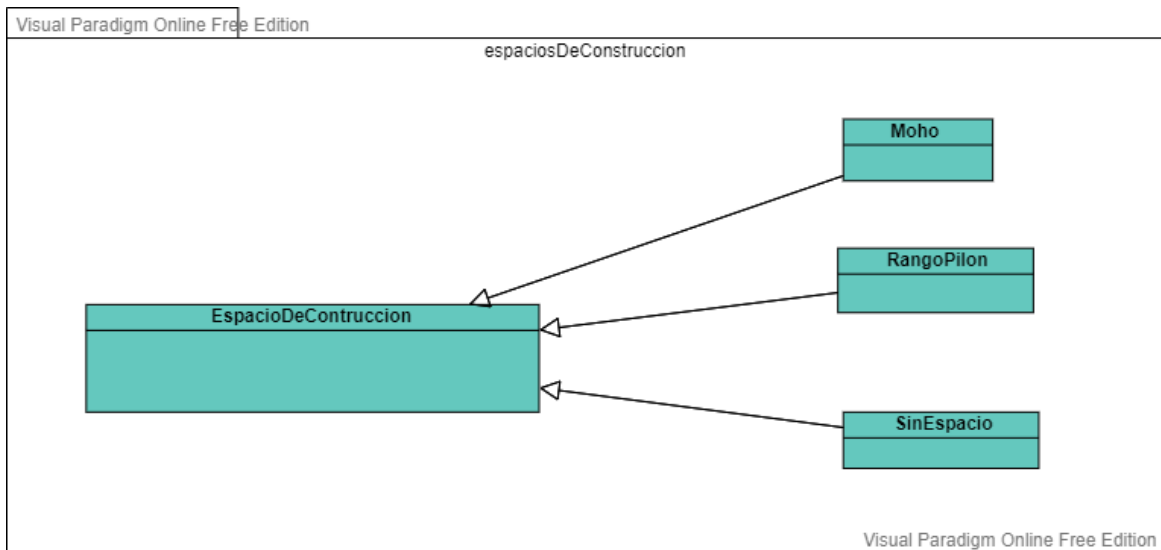 Visual Paradigm Online Free Edition
espaciosDeConstruccion
Moho
RangoPilon
EspacioDeContruccion
SinEspacio
Visual Paradigm Online Free Edition